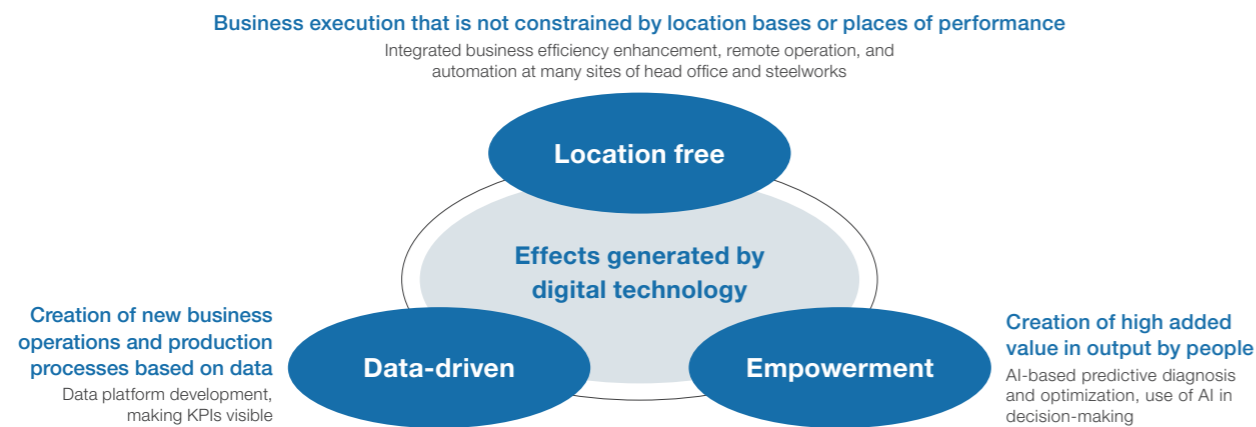 Business execution that is not constrained by location bases or places of performance
Integrated business efficiency enhancement, remote operation, and
automation at many sites of head office and steelworks
Location free
Effects generated by
digital technology
Creation of new business
operations and production
processes based on data
Data platform development,
making KPIs visible
Data-driven
Empowerment
Creation of high added
value in output by people
AI-based predictive diagnosis
and optimization, use of AI in
decision-making